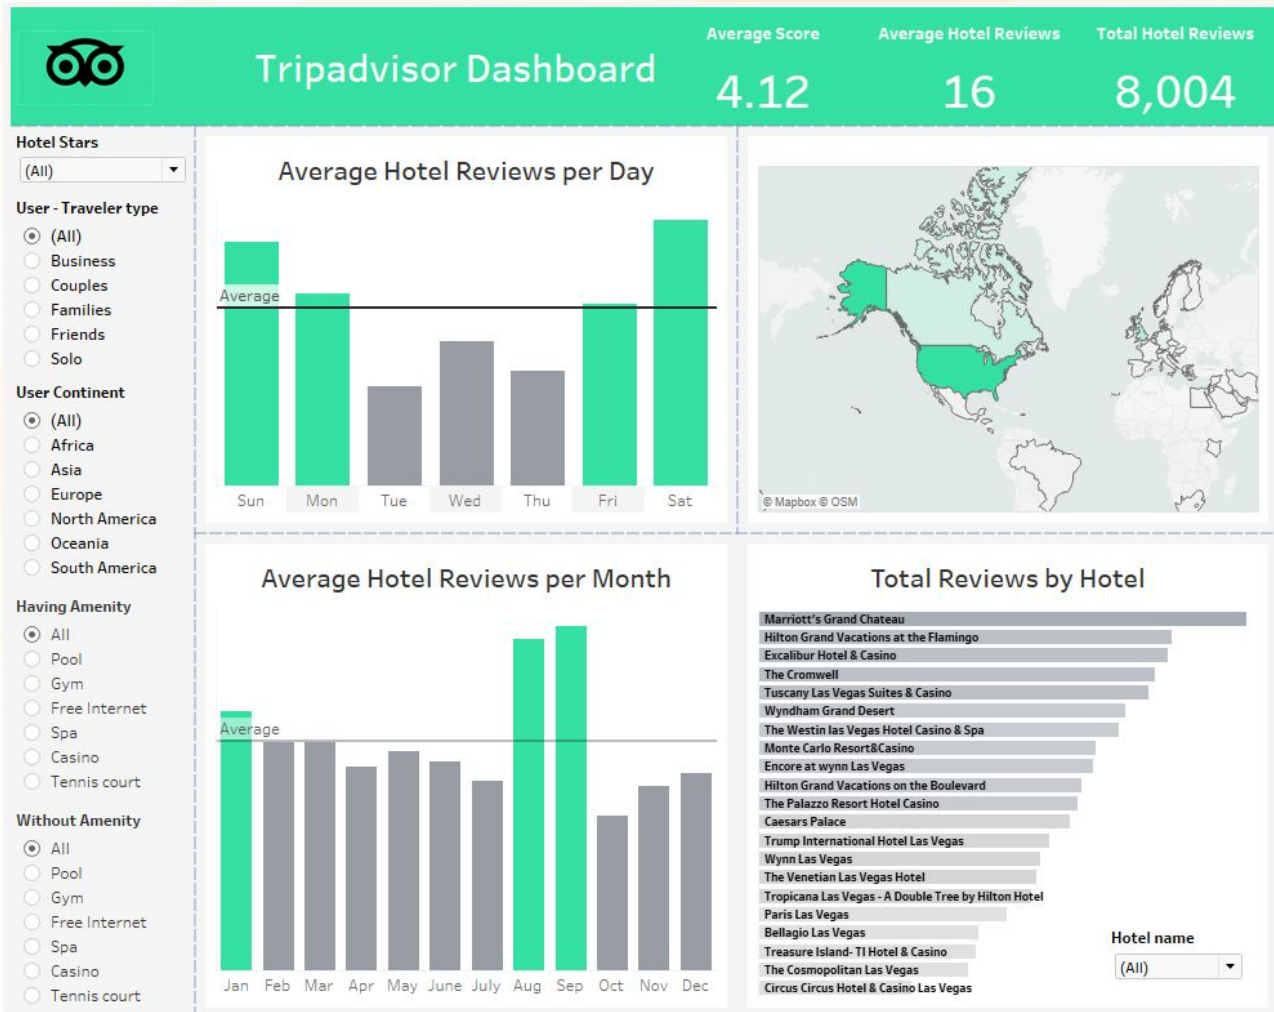 Tripadvisor Dashboard
Average Score
4.12
Average Hotel Reviews
16
Total Hotel Reviews
8,004
Hotel Stars
(All)
User - Traveler type
(All)
Business
Couples
Families
Friends
Solo
User Continent
(All)
Africa
Asia
Europe
North America
Oceania
South America
Having Amenity
All
Pool
Gym
Free Internet
Spa
Casino
Tennis court
Without Amenity
All
Pool
Gym
Free Internet
Spa
Casino
Tennis court
Average Hotel Reviews per Day
Average
Sun Mon Tue Wed Thu Fri Sat
© Mapbox © OSM
Average Hotel Reviews per Month
Average
Jan Feb Mar Apr May June July Aug Sep Oct Nov Dec
Total Reviews by Hotel
Marriott's Grand Chateau
Hilton Grand Vacations at the Flamingo
Excalibur Hotel & Casino
The Cromwell
Tuscany Las Vegas Suites & Casino
Wyndham Grand Desert
The Westin las Vegas Hotel Casino & Spa
Monte Carlo Resort&Casino
Encore at wynn Las Vegas
Hilton Grand Vacations on the Boulevard
The Palazzo Resort Hotel Casino
Caesars Palace
Trump International Hotel Las Vegas
Wynn Las Vegas
The Venetian Las Vegas Hotel
Tropicana Las Vegas - A Double Tree by Hilton Hotel
Paris Las Vegas
Bellagio Las Vegas
Treasure Island- TI Hotel & Casino
The Cosmopolitan Las Vegas
Circus Circus Hotel & Casino Las Vegas
Hotel name
(All)